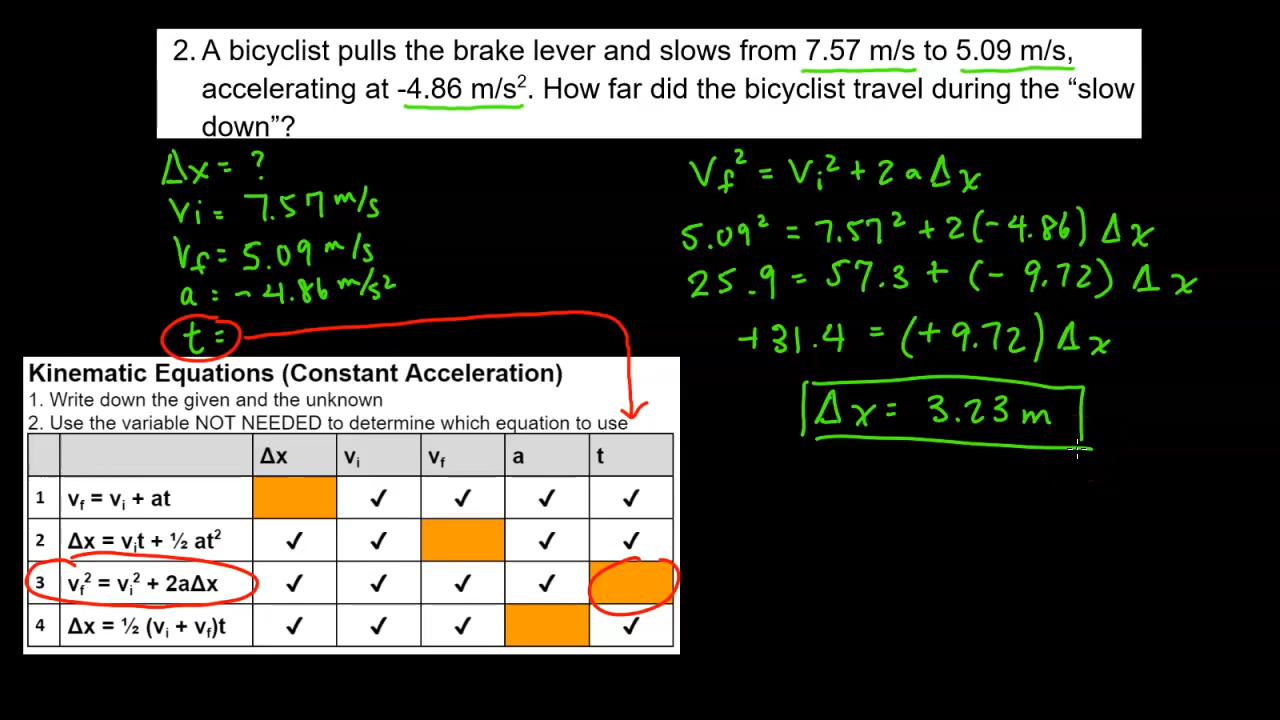 2. A bicyclist pulls the brake lever and slows from 7.57 m/s to 5.09 m/s,
accelerating at -4.86 m/s². How far did the bicyclist travel during the “slow
down”?
Δx = ?
vi = 7.57 m/s
Vf = 5.09 m/s
a = -4.86 m/s²
t =
Vf² = Vi² + 2aΔx
5.09² = 7.57² + 2(-4.86) Δx
25.9 = 57.3 + (-9.72) Δx
+31.4 = (+9.72) Δx
Δx = 3.23 m
Kinematic Equations (Constant Acceleration)
1. Write down the given and the unknown
2. Use the variable NOT NEEDED to determine which equation to use
Δx vi vf a t
1 vf = vi + at ✓ ✓ ✓ ✓
2 Δx = vit + ½ at² ✓ ✓ ✓ ✓
3 vf² = vi² + 2aΔx ✓ ✓ ✓ ✓
4 Δx = ½ (vi + vf)t ✓ ✓ ✓ ✓